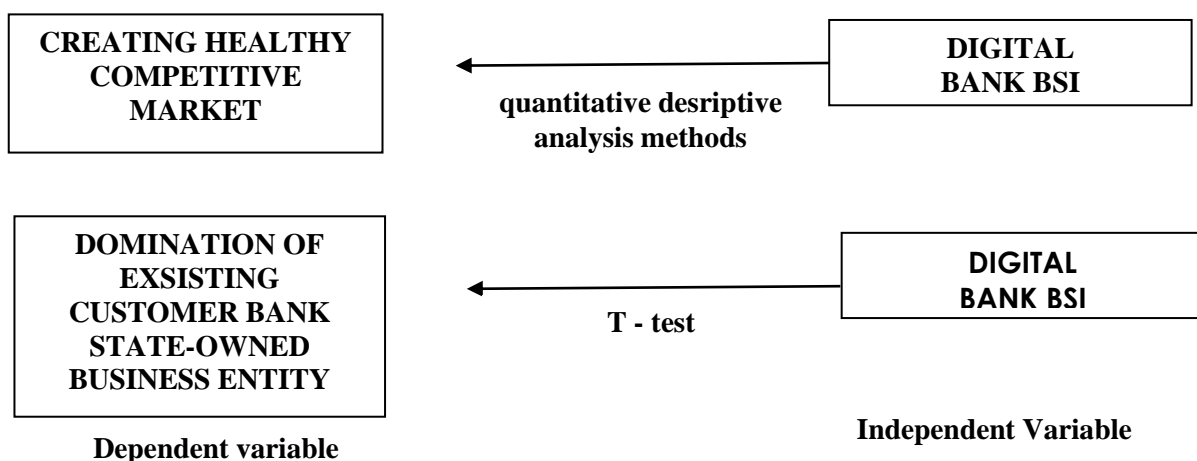 CREATING HEALTHY
COMPETITIVE
MARKET
DIGITAL
BANK BSI
quantitative desriptive
analysis methods
DOMINATION OF
EXSISTING
CUSTOMER BANK
STATE-OWNED
BUSINESS ENTITY
DIGITAL
BANK BSI
T - test
Dependent variable
Independent Variable